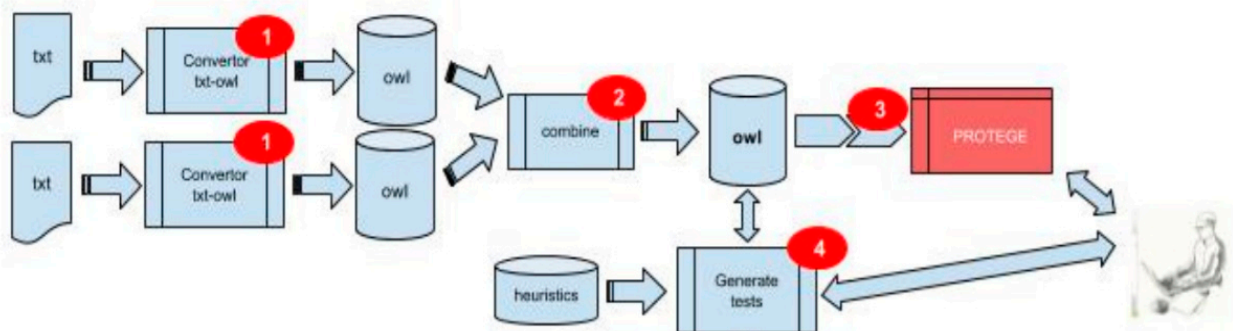 txt
Convertor
txt-owl
1
owl
txt
Convertor
txt-owl
1
owl
combine
2
owl
3
PROTEGE
heuristics
Generate
tests
4